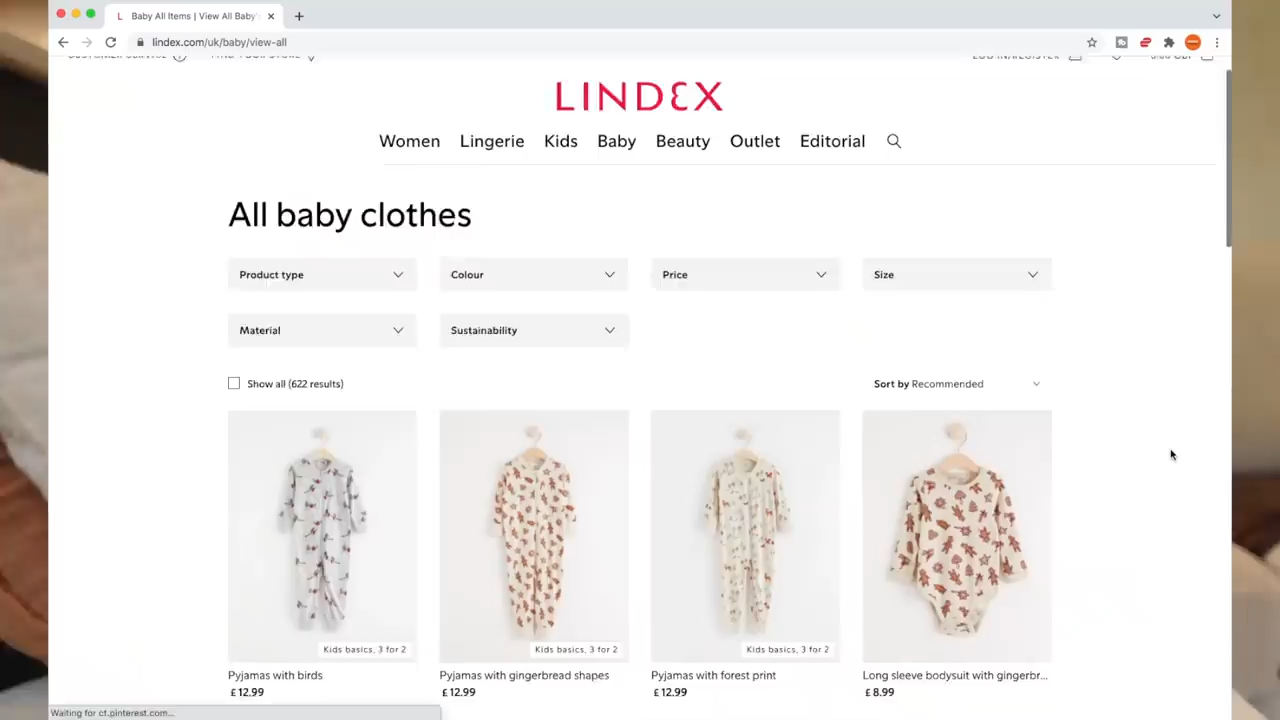 Baby All Items | View All Baby's
lindex.com/uk/baby/view-all
LINDEX
Women Lingerie Kids Baby Beauty Outlet Editorial
All baby clothes
Product type Colour Price Size
Material Sustainability
Show all (622 results) Sort by Recommended
Kids basics, 3 for 2 Kids basics, 3 for 2 Kids basics, 3 for 2
Pyjamas with birds Pyjamas with gingerbread shapes Pyjamas with forest print Long sleeve bodysuit with gingerbr...
£ 12.99 £ 12.99 £ 12.99 £ 8.99
Waiting for ct.pinterest.com...